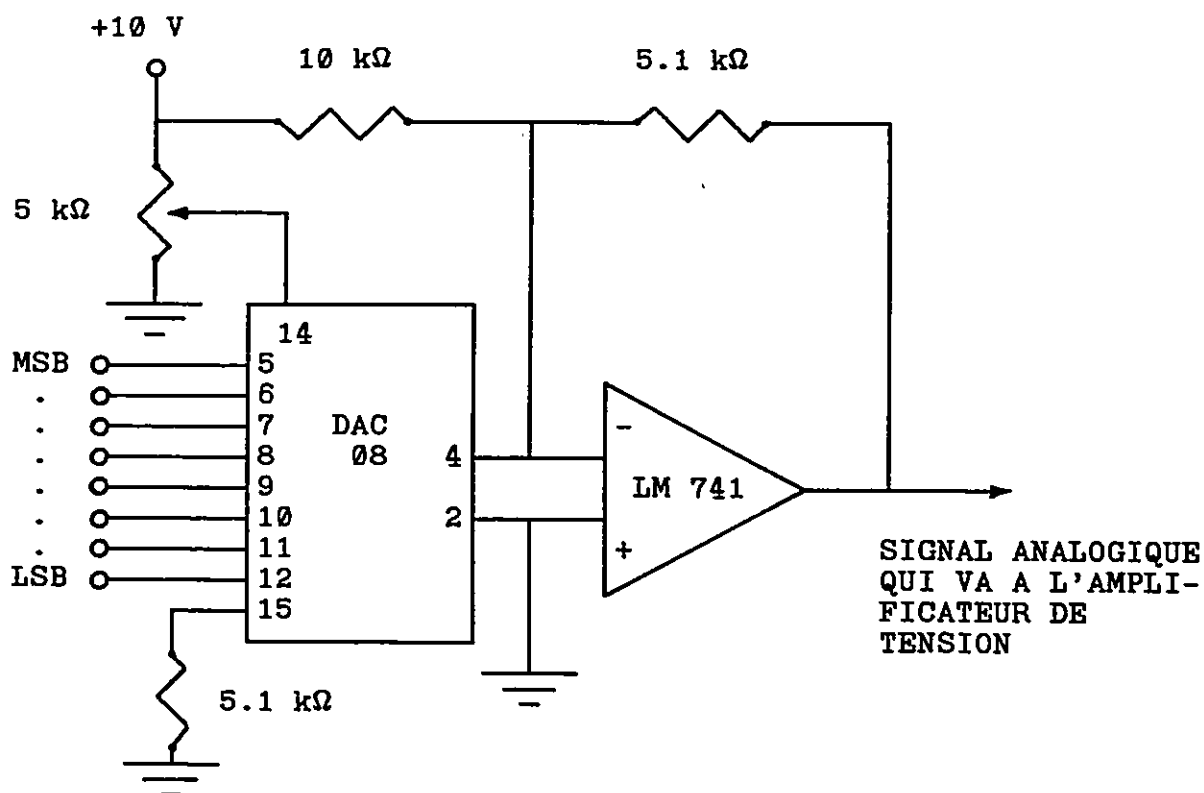 +10 V
10 kΩ
5.1 kΩ
5 kΩ
14
MSB
5
.
6
.
7
DAC
.
8
08
4
.
9
.
10
2
.
11
LSB
12
15
-
LM 741
+
5.1 kΩ
SIGNAL ANALOGIQUE
QUI VA A L'AMPLI-
FICATEUR DE
TENSION